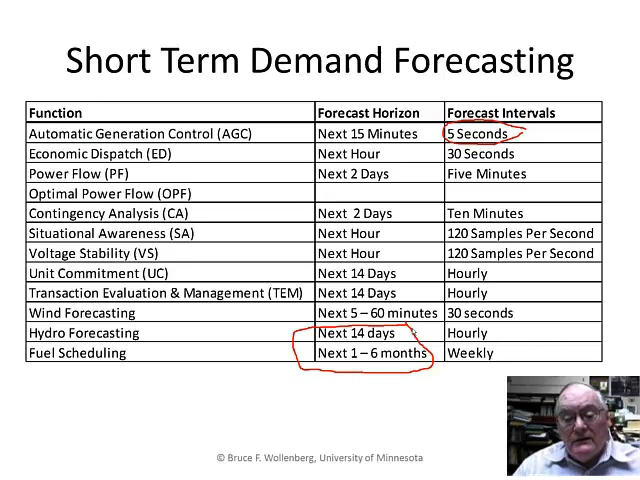 Short Term Demand Forecasting
Function Forecast Horizon Forecast Intervals
Automatic Generation Control (AGC) Next 15 Minutes 5 Seconds
Economic Dispatch (ED) Next Hour 30 Seconds
Power Flow (PF) Next 2 Days Five Minutes
Optimal Power Flow (OPF)
Contingency Analysis (CA) Next 2 Days Ten Minutes
Situational Awareness (SA) Next Hour 120 Samples Per Second
Voltage Stability (VS) Next Hour 120 Samples Per Second
Unit Commitment (UC) Next 14 Days Hourly
Transaction Evaluation & Management (TEM) Next 14 Days Hourly
Wind Forecasting Next 5 – 60 minutes 30 seconds
Hydro Forecasting Next 14 days Hourly
Fuel Scheduling Next 1 – 6 months Weekly
© Bruce F. Wollenberg, University of Minnesota